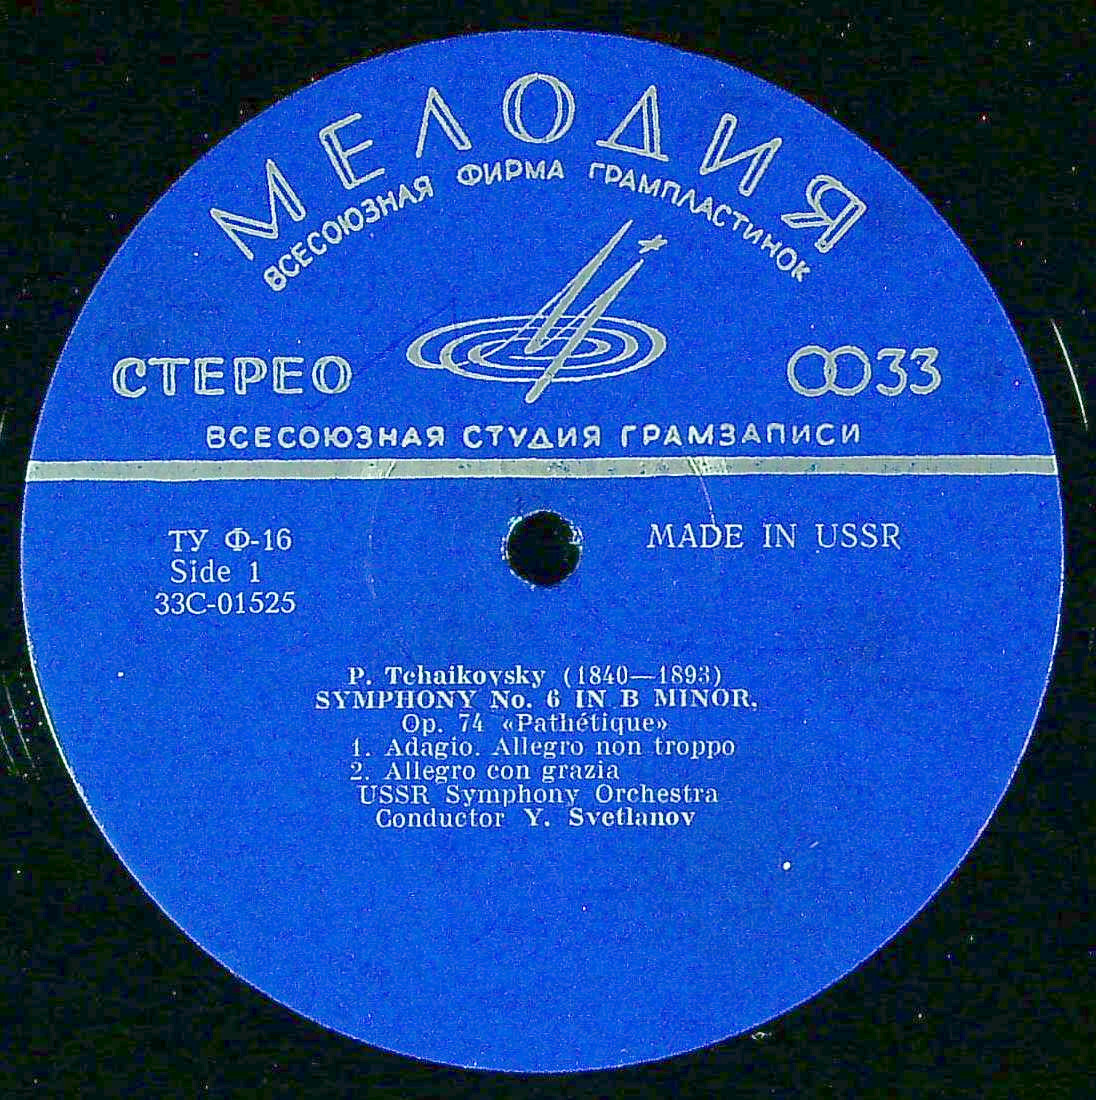 МЕЛОДИЯ
ВСЕСОЮЗНАЯ ФИРМА ГРАМПЛАСТИНОК
СТЕРЕО
33
ВСЕСОЮЗНАЯ СТУДИЯ ГРАМЗАПИСИ
ТУ Ф-16
MADE IN USSR
Side 1
33С-01525
P. Tchaikovsky (1840—1893)
SYMPHONY No. 6 IN B MINOR,
Op. 74 «Pathétique»
1. Adagio. Allegro non troppo
2. Allegro con grazia
USSR Symphony Orchestra
Conductor Y. Svetlanov